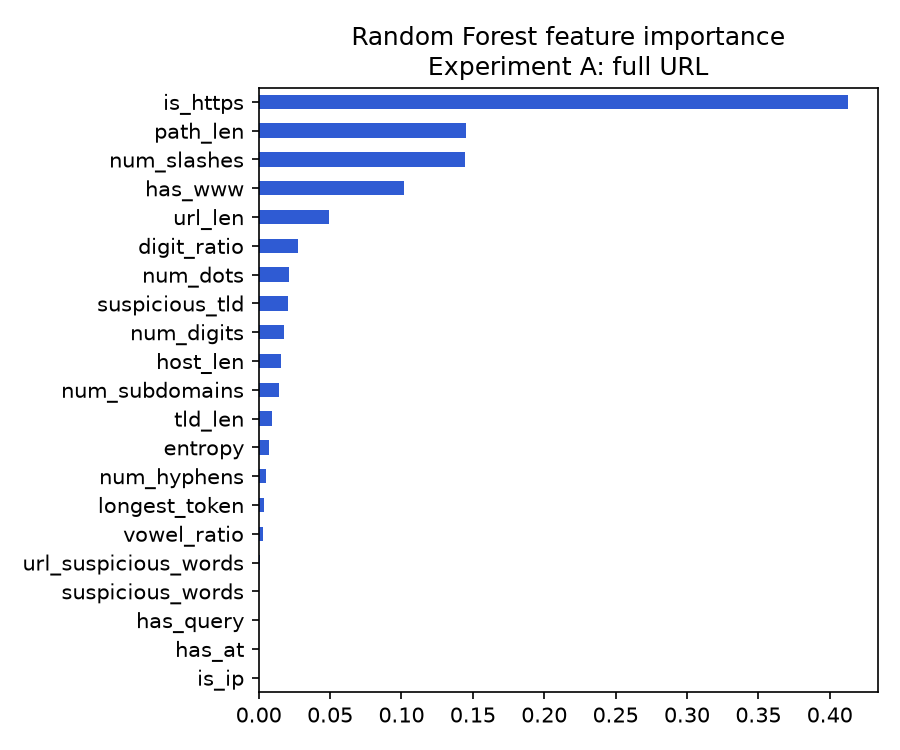 Random Forest feature importance
Experiment A: full URL
is_https
path_len
num_slashes
has_www
url_len
digit_ratio
num_dots
suspicious_tld
num_digits
host_len
num_subdomains
tld_len
entropy
num_hyphens
longest_token
vowel_ratio
url_suspicious_words
suspicious_words
has_query
has_at
is_ip
0.00 0.05 0.10 0.15 0.20 0.25 0.30 0.35 0.40